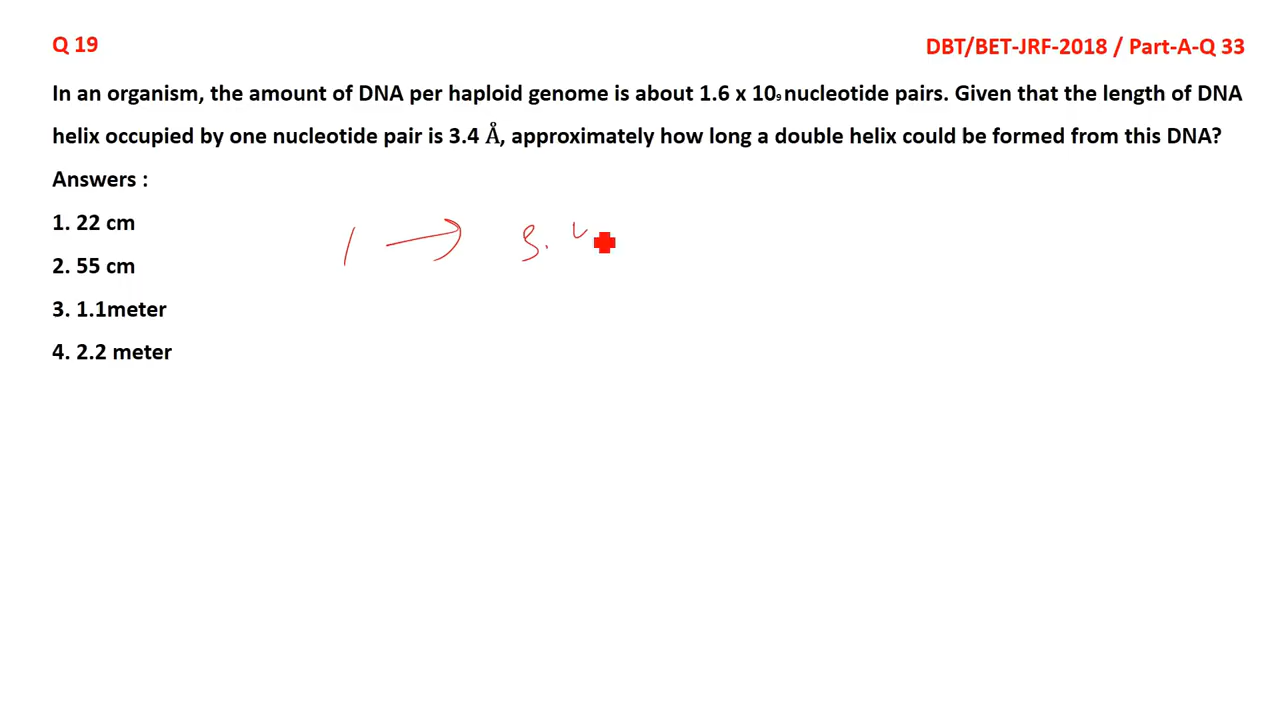 Q 19
DBT/BET-JRF-2018 / Part-A-Q 33
In an organism, the amount of DNA per haploid genome is about 1.6 x 10₉ nucleotide pairs. Given that the length of DNA
helix occupied by one nucleotide pair is 3.4 Å, approximately how long a double helix could be formed from this DNA?
Answers :
1. 22 cm
1 → 3. 4
2. 55 cm
3. 1.1meter
4. 2.2 meter